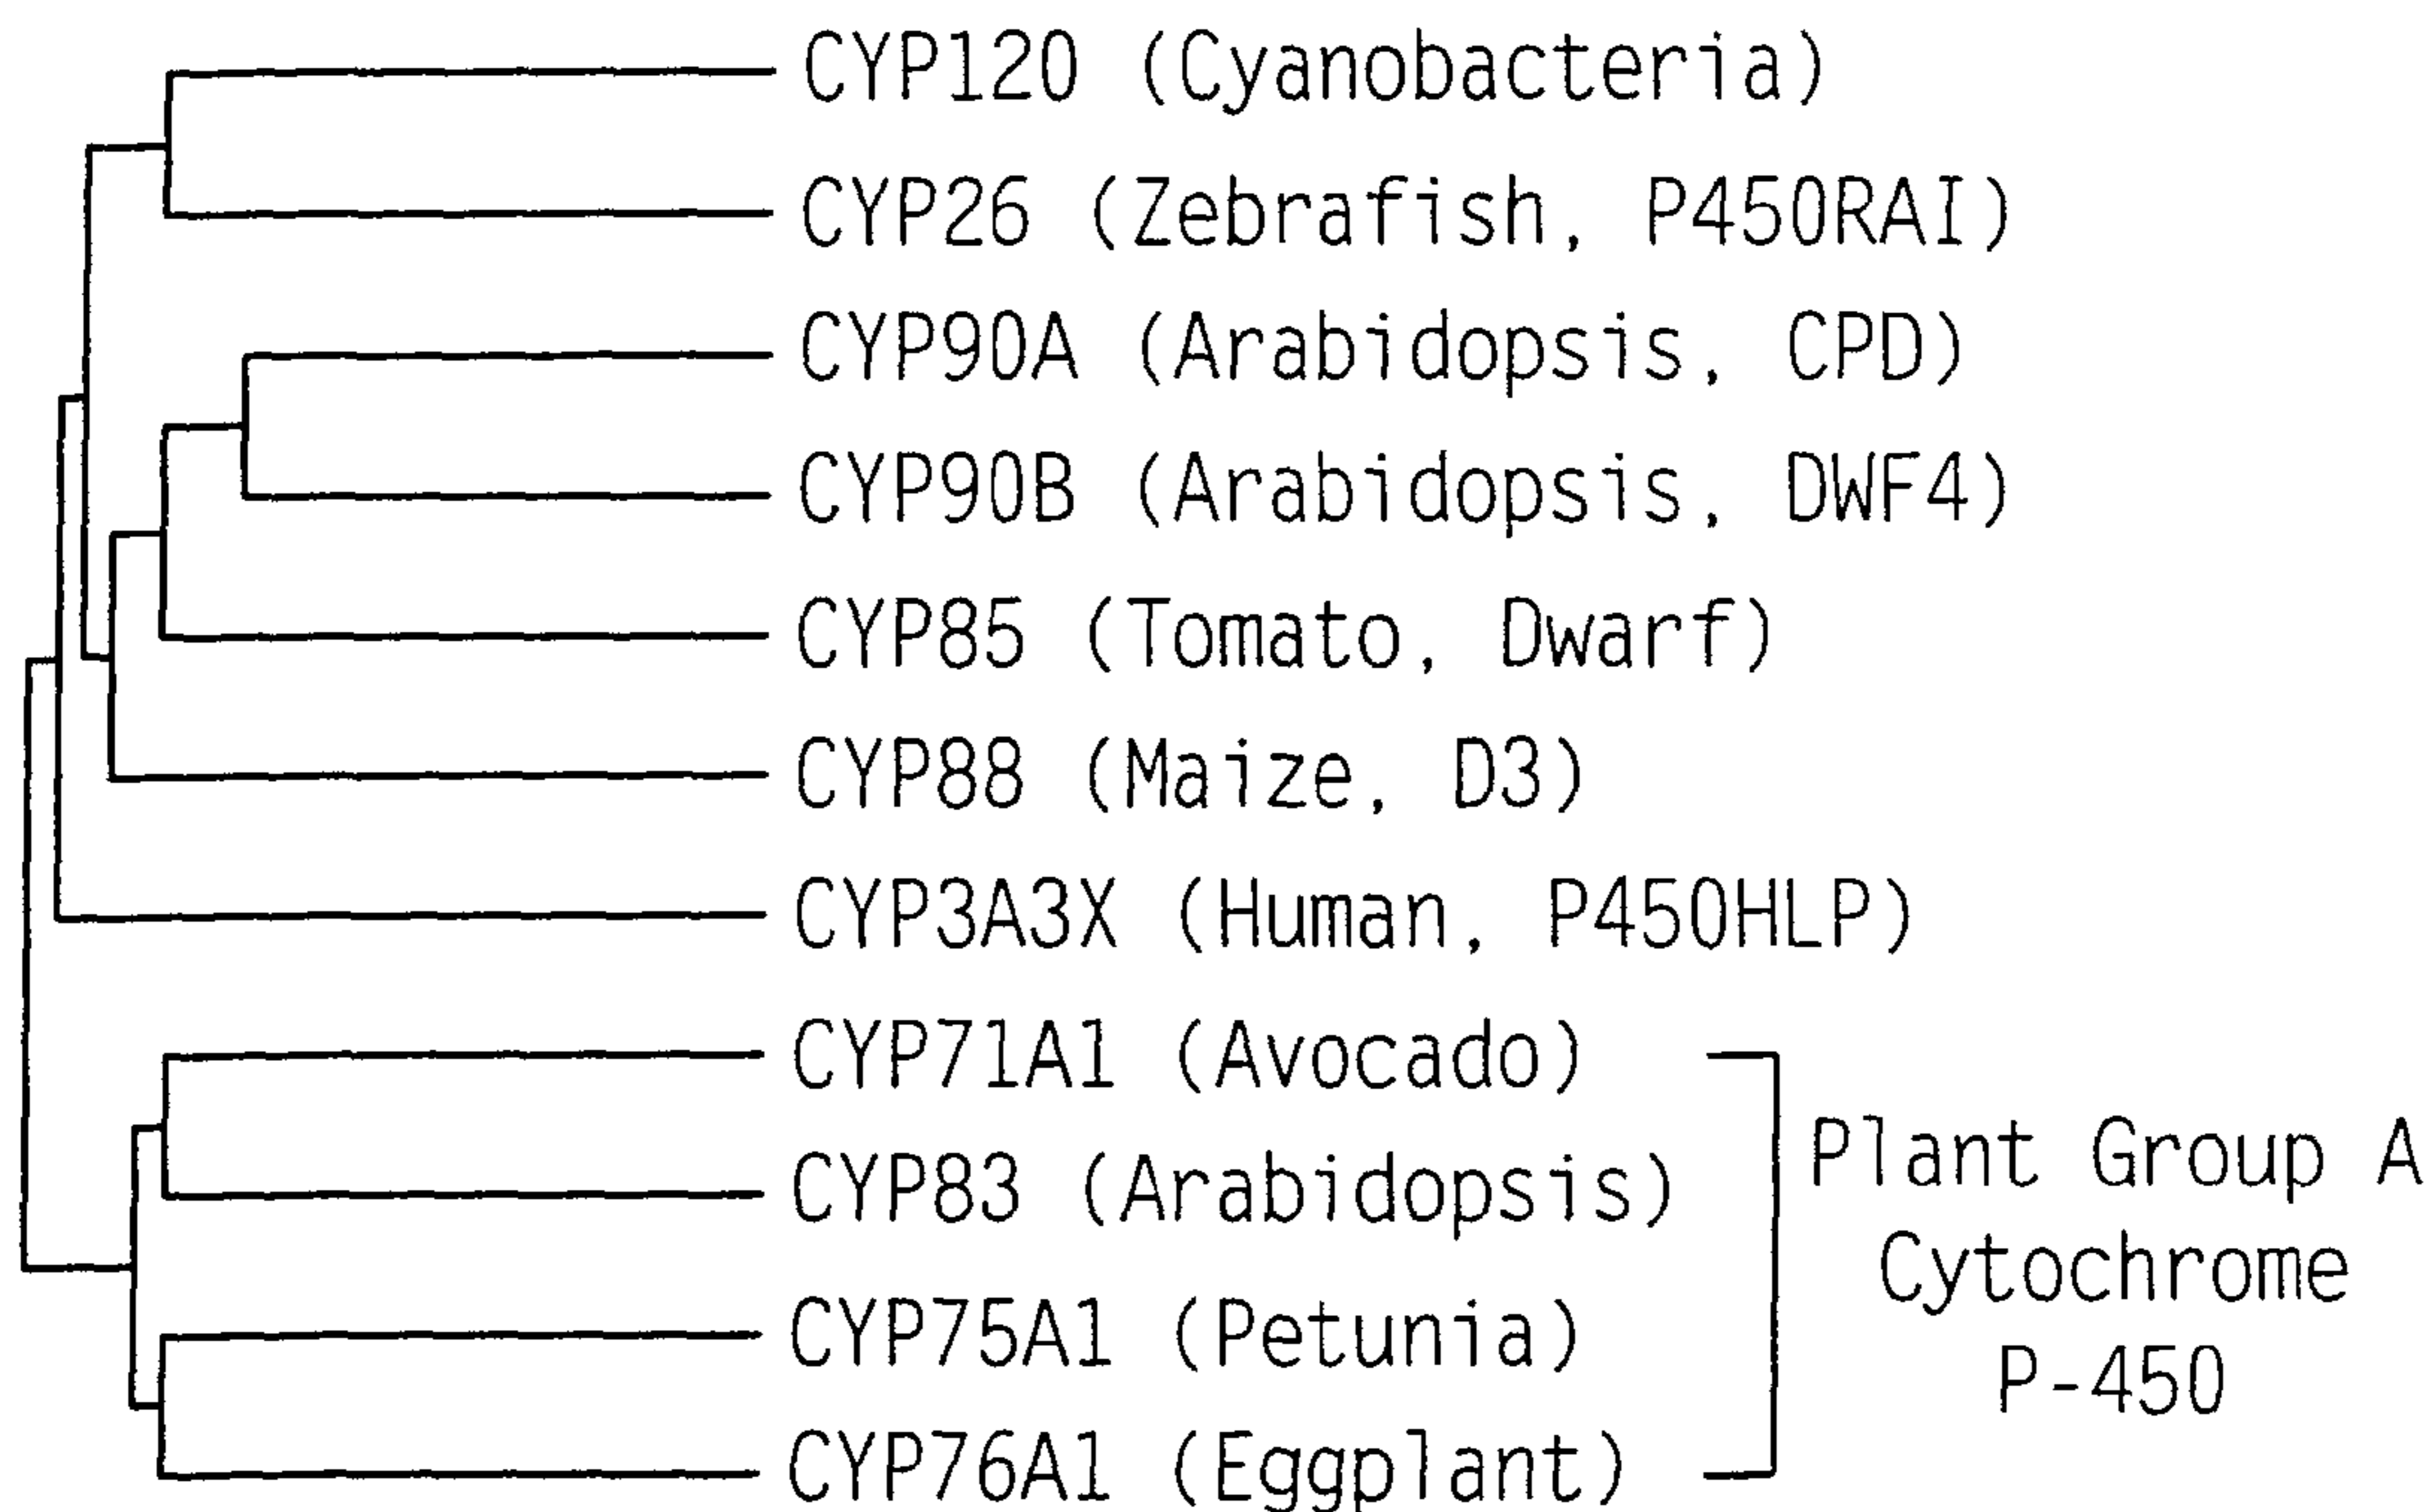 CYP120 (Cyanobacteria)
CYP26 (Zebrafish, P450RAI)
CYP90A (Arabidopsis, CPD)
CYP90B (Arabidopsis, DWF4)
CYP85 (Tomato, Dwarf)
CYP88 (Maize, D3)
CYP3A3X (Human, P450HLP)
CYP71A1 (Avocado)
CYP83 (Arabidopsis)
CYP75A1 (Petunia)
CYP76A1 (Eggplant)
Plant Group A
Cytochrome
P-450